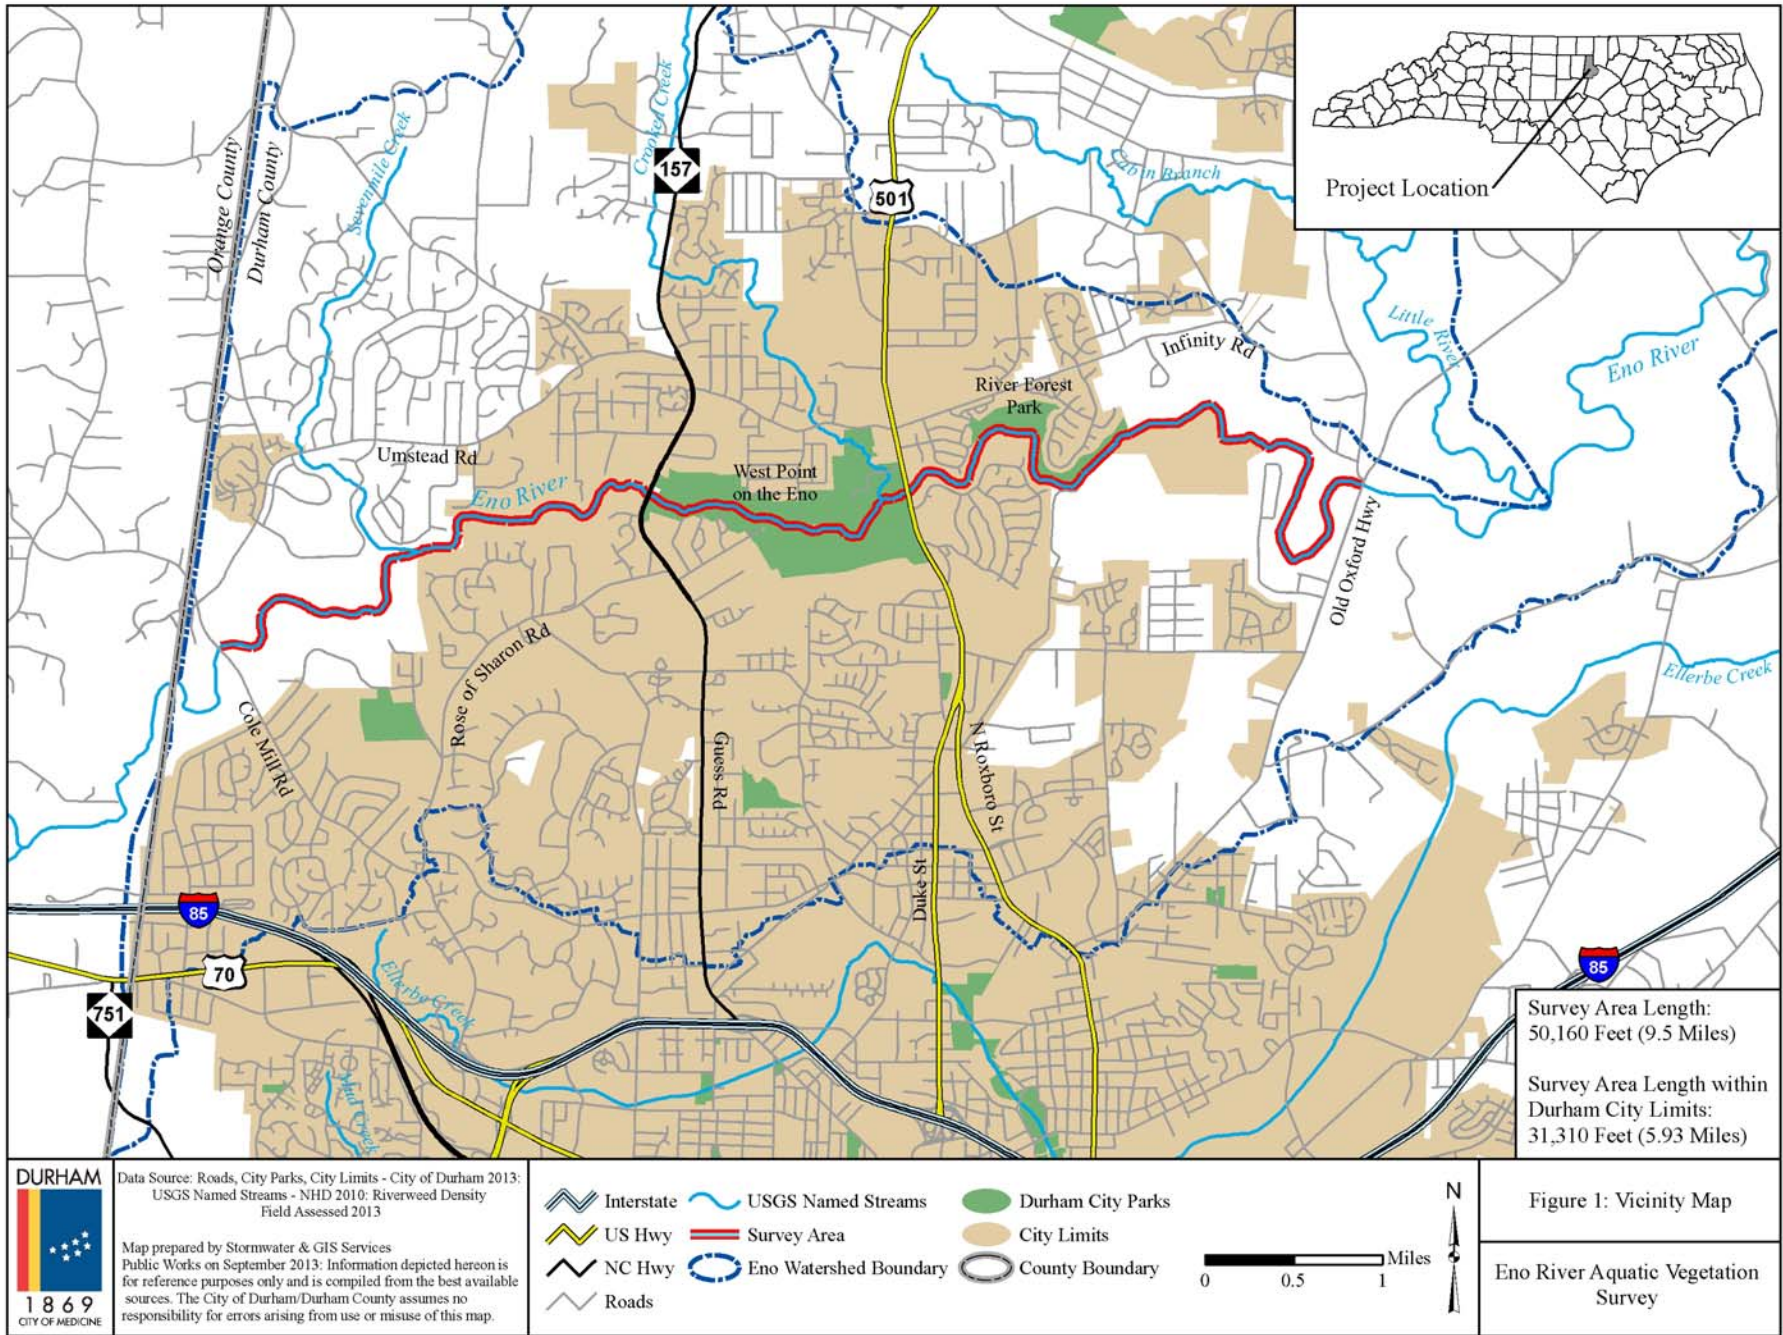 Project Location
Crooked Creek
157
501
Cabin Branch
Sevenmile Creek
Orange County
Durham County
Little River
Eno River
Infinity Rd
River Forest
Park
Umstead Rd
West Point
on the Eno
Eno River
Old Oxford Hwy
Rose of Sharon Rd
Ellerbe Creek
Cole Mill Rd
Guess Rd
N Roxboro St
Duke St
85
70
751
Ellerbe Creek
85
Mud Creek
Survey Area Length:
50,160 Feet (9.5 Miles)
Survey Area Length within
Durham City Limits:
31,310 Feet (5.93 Miles)
DURHAM
1 8 6 9
CITY OF MEDICINE
Data Source: Roads, City Parks, City Limits - City of Durham 2013:
USGS Named Streams - NHD 2010: Riverweed Density
Field Assessed 2013
Map prepared by Stormwater & GIS Services
Public Works on September 2013: Information depicted hereon is
for reference purposes only and is compiled from the best available
sources. The City of Durham/Durham County assumes no
responsibility for errors arising from use or misuse of this map.
Interstate
US Hwy
NC Hwy
Roads
USGS Named Streams
Survey Area
Eno Watershed Boundary
Durham City Parks
City Limits
County Boundary
Miles
0 0.5 1
N
Figure 1: Vicinity Map
Eno River Aquatic Vegetation
Survey